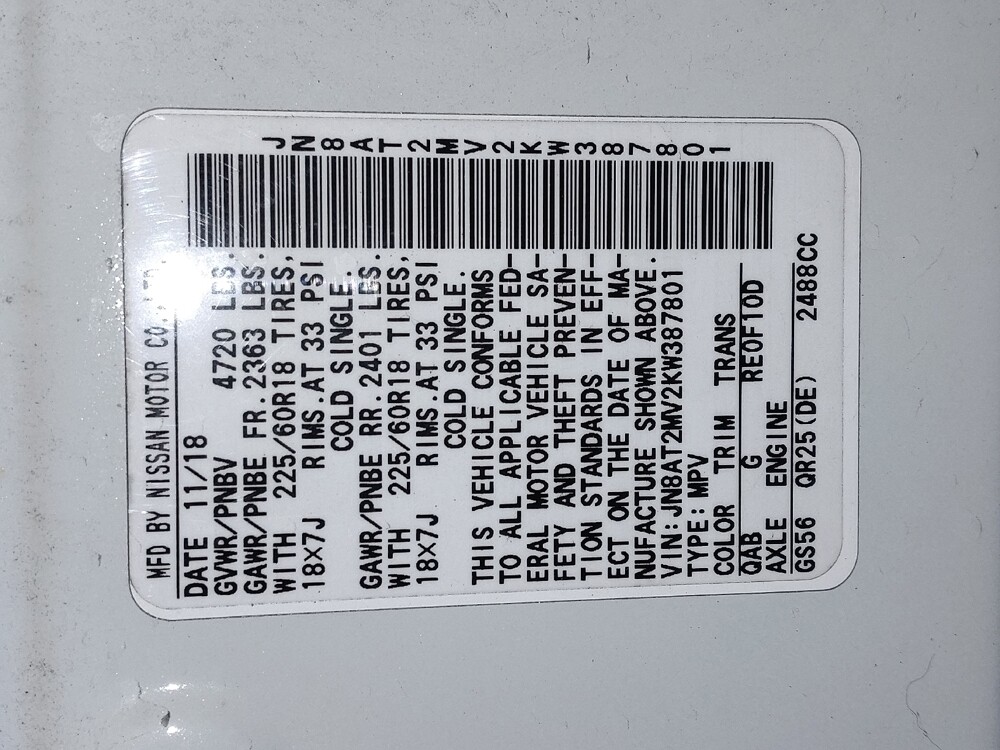 MFD BY NISSAN MOTOR CO.,LTD.
DATE 11/18
GVWR/PNBV 4720 LBS.
GAWR/PNBE FR.2363 LBS.
WITH 225/60R18 TIRES,
18×7J RIMS.AT 33 PSI
COLD SINGLE.
GAWR/PNBE RR.2401 LBS.
WITH 225/60R18 TIRES,
18×7J RIMS.AT 33 PSI
COLD SINGLE.
THIS VEHICLE CONFORMS
TO ALL APPLICABLE FED-
ERAL MOTOR VEHICLE SA-
FETY AND THEFT PREVEN-
TION STANDARDS IN EFF-
ECT ON THE DATE OF MA-
NUFACTURE SHOWN ABOVE.
VIN:JN8AT2MV2KW387801
TYPE:MPV
COLOR TRIM TRANS
QAB G RE0F10D
AXLE ENGINE
GS56 QR25(DE) 2488CC
JN8AT2MV2KW387801